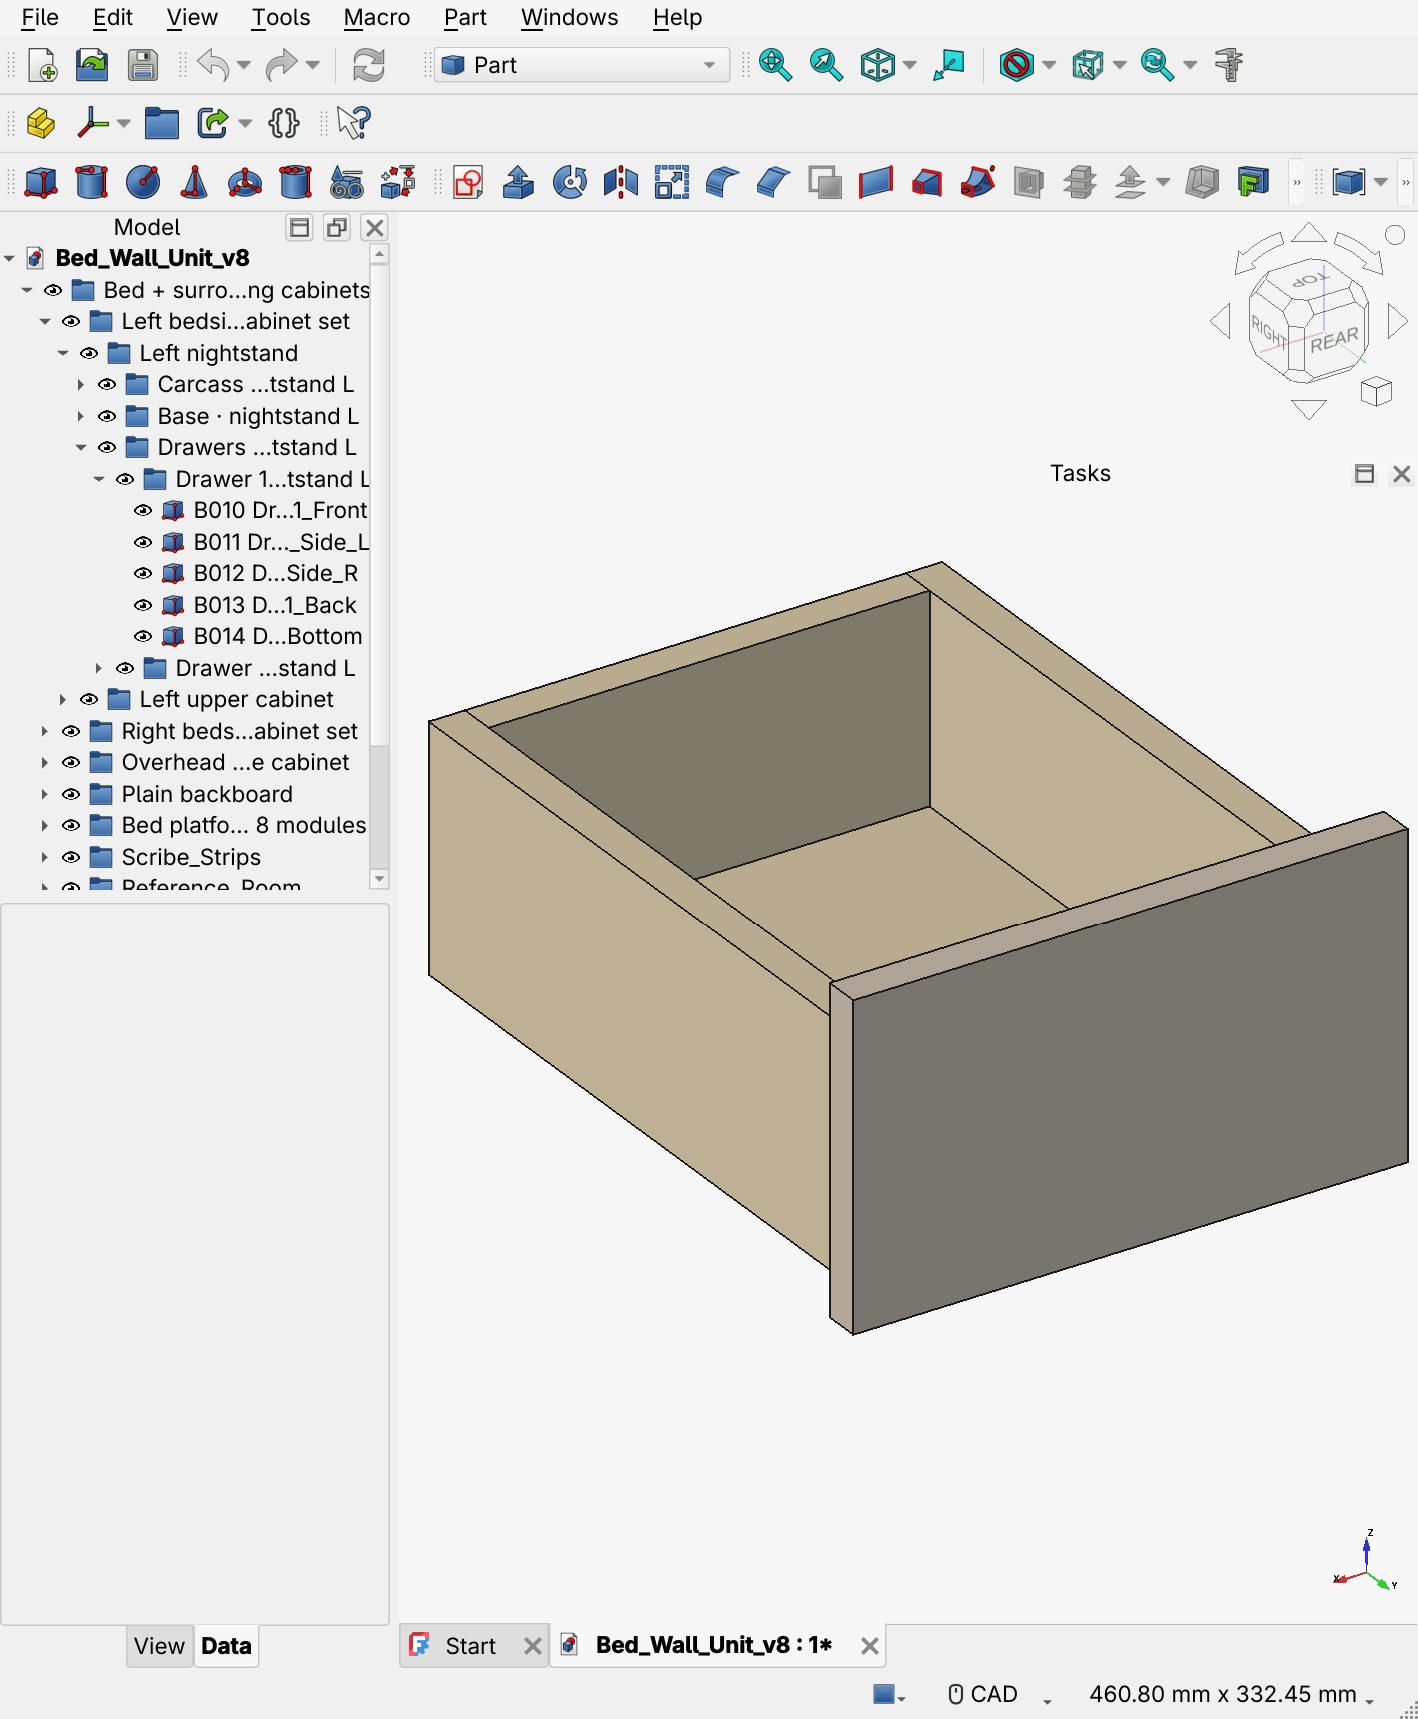 File Edit View Tools Macro Part Windows Help
Part
Model
Bed_Wall_Unit_v8
Bed + surro...ng cabinets
Left bedsi...abinet set
Left nightstand
Carcass ...tstand L
Base · nightstand L
Drawers ...tstand L
Drawer 1...tstand L
B010 Dr...1_Front
B011 Dr..._Side_L
B012 D...Side_R
B013 D...1_Back
B014 D...Bottom
Drawer ...stand L
Left upper cabinet
Right beds...abinet set
Overhead ...e cabinet
Plain backboard
Bed platfo... 8 modules
Scribe_Strips
Reference_Room
TOP
RIGHT
REAR
Tasks
Z
X
Y
View Data
Start
Bed_Wall_Unit_v8 : 1*
CAD
460.80 mm x 332.45 mm